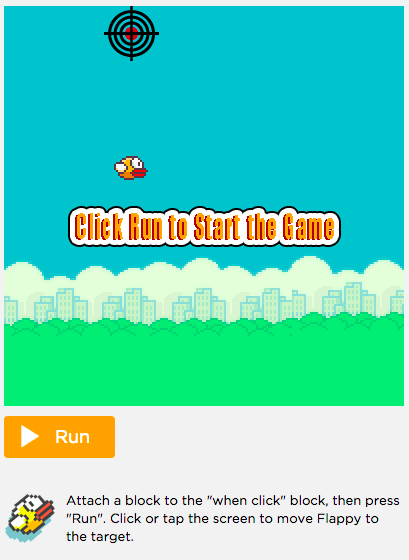 Click Run to Start the Game
Run
Attach a block to the "when click" block, then press
"Run". Click or tap the screen to move Flappy to
the target.